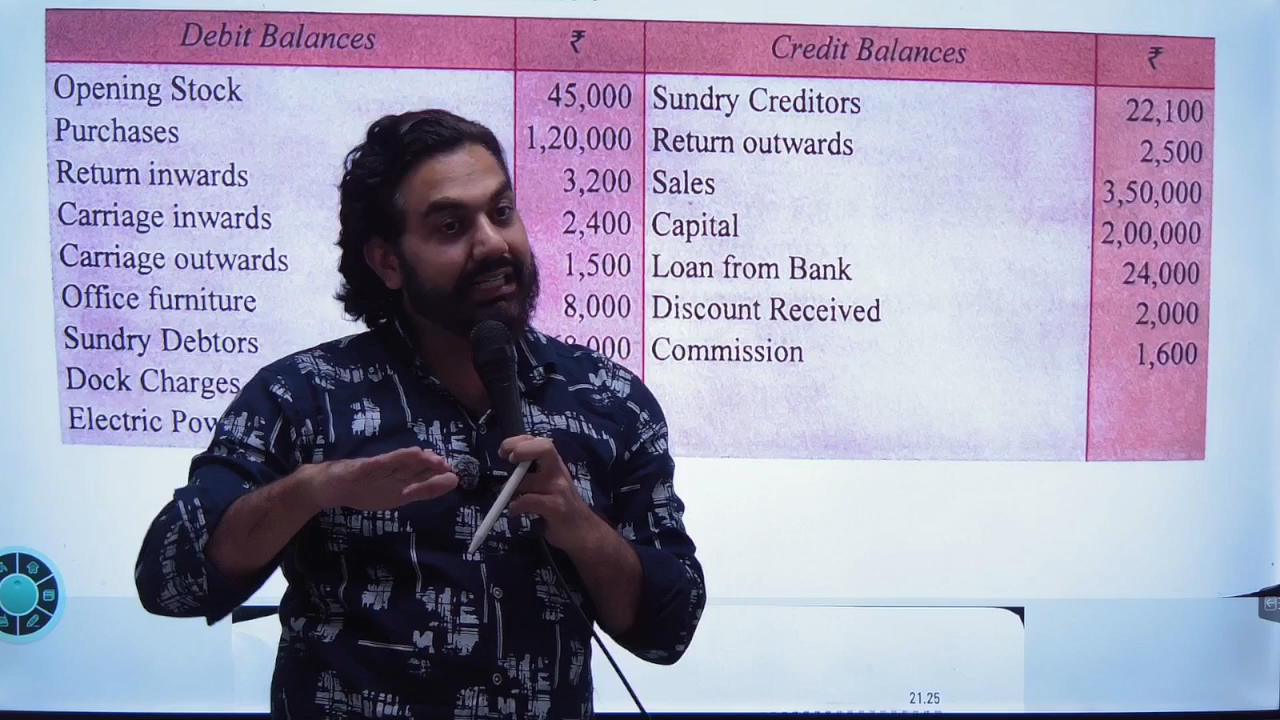 Debit Balances ₹ Credit Balances ₹
Opening Stock 45,000 Sundry Creditors 22,100
Purchases 1,20,000 Return outwards 2,500
Return inwards 3,200 Sales 3,50,000
Carriage inwards 2,400 Capital 2,00,000
Carriage outwards 1,500 Loan from Bank 24,000
Office furniture 8,000 Discount Received 2,000
Sundry Debtors Commission 1,600
Dock Charges
Electric
21.25